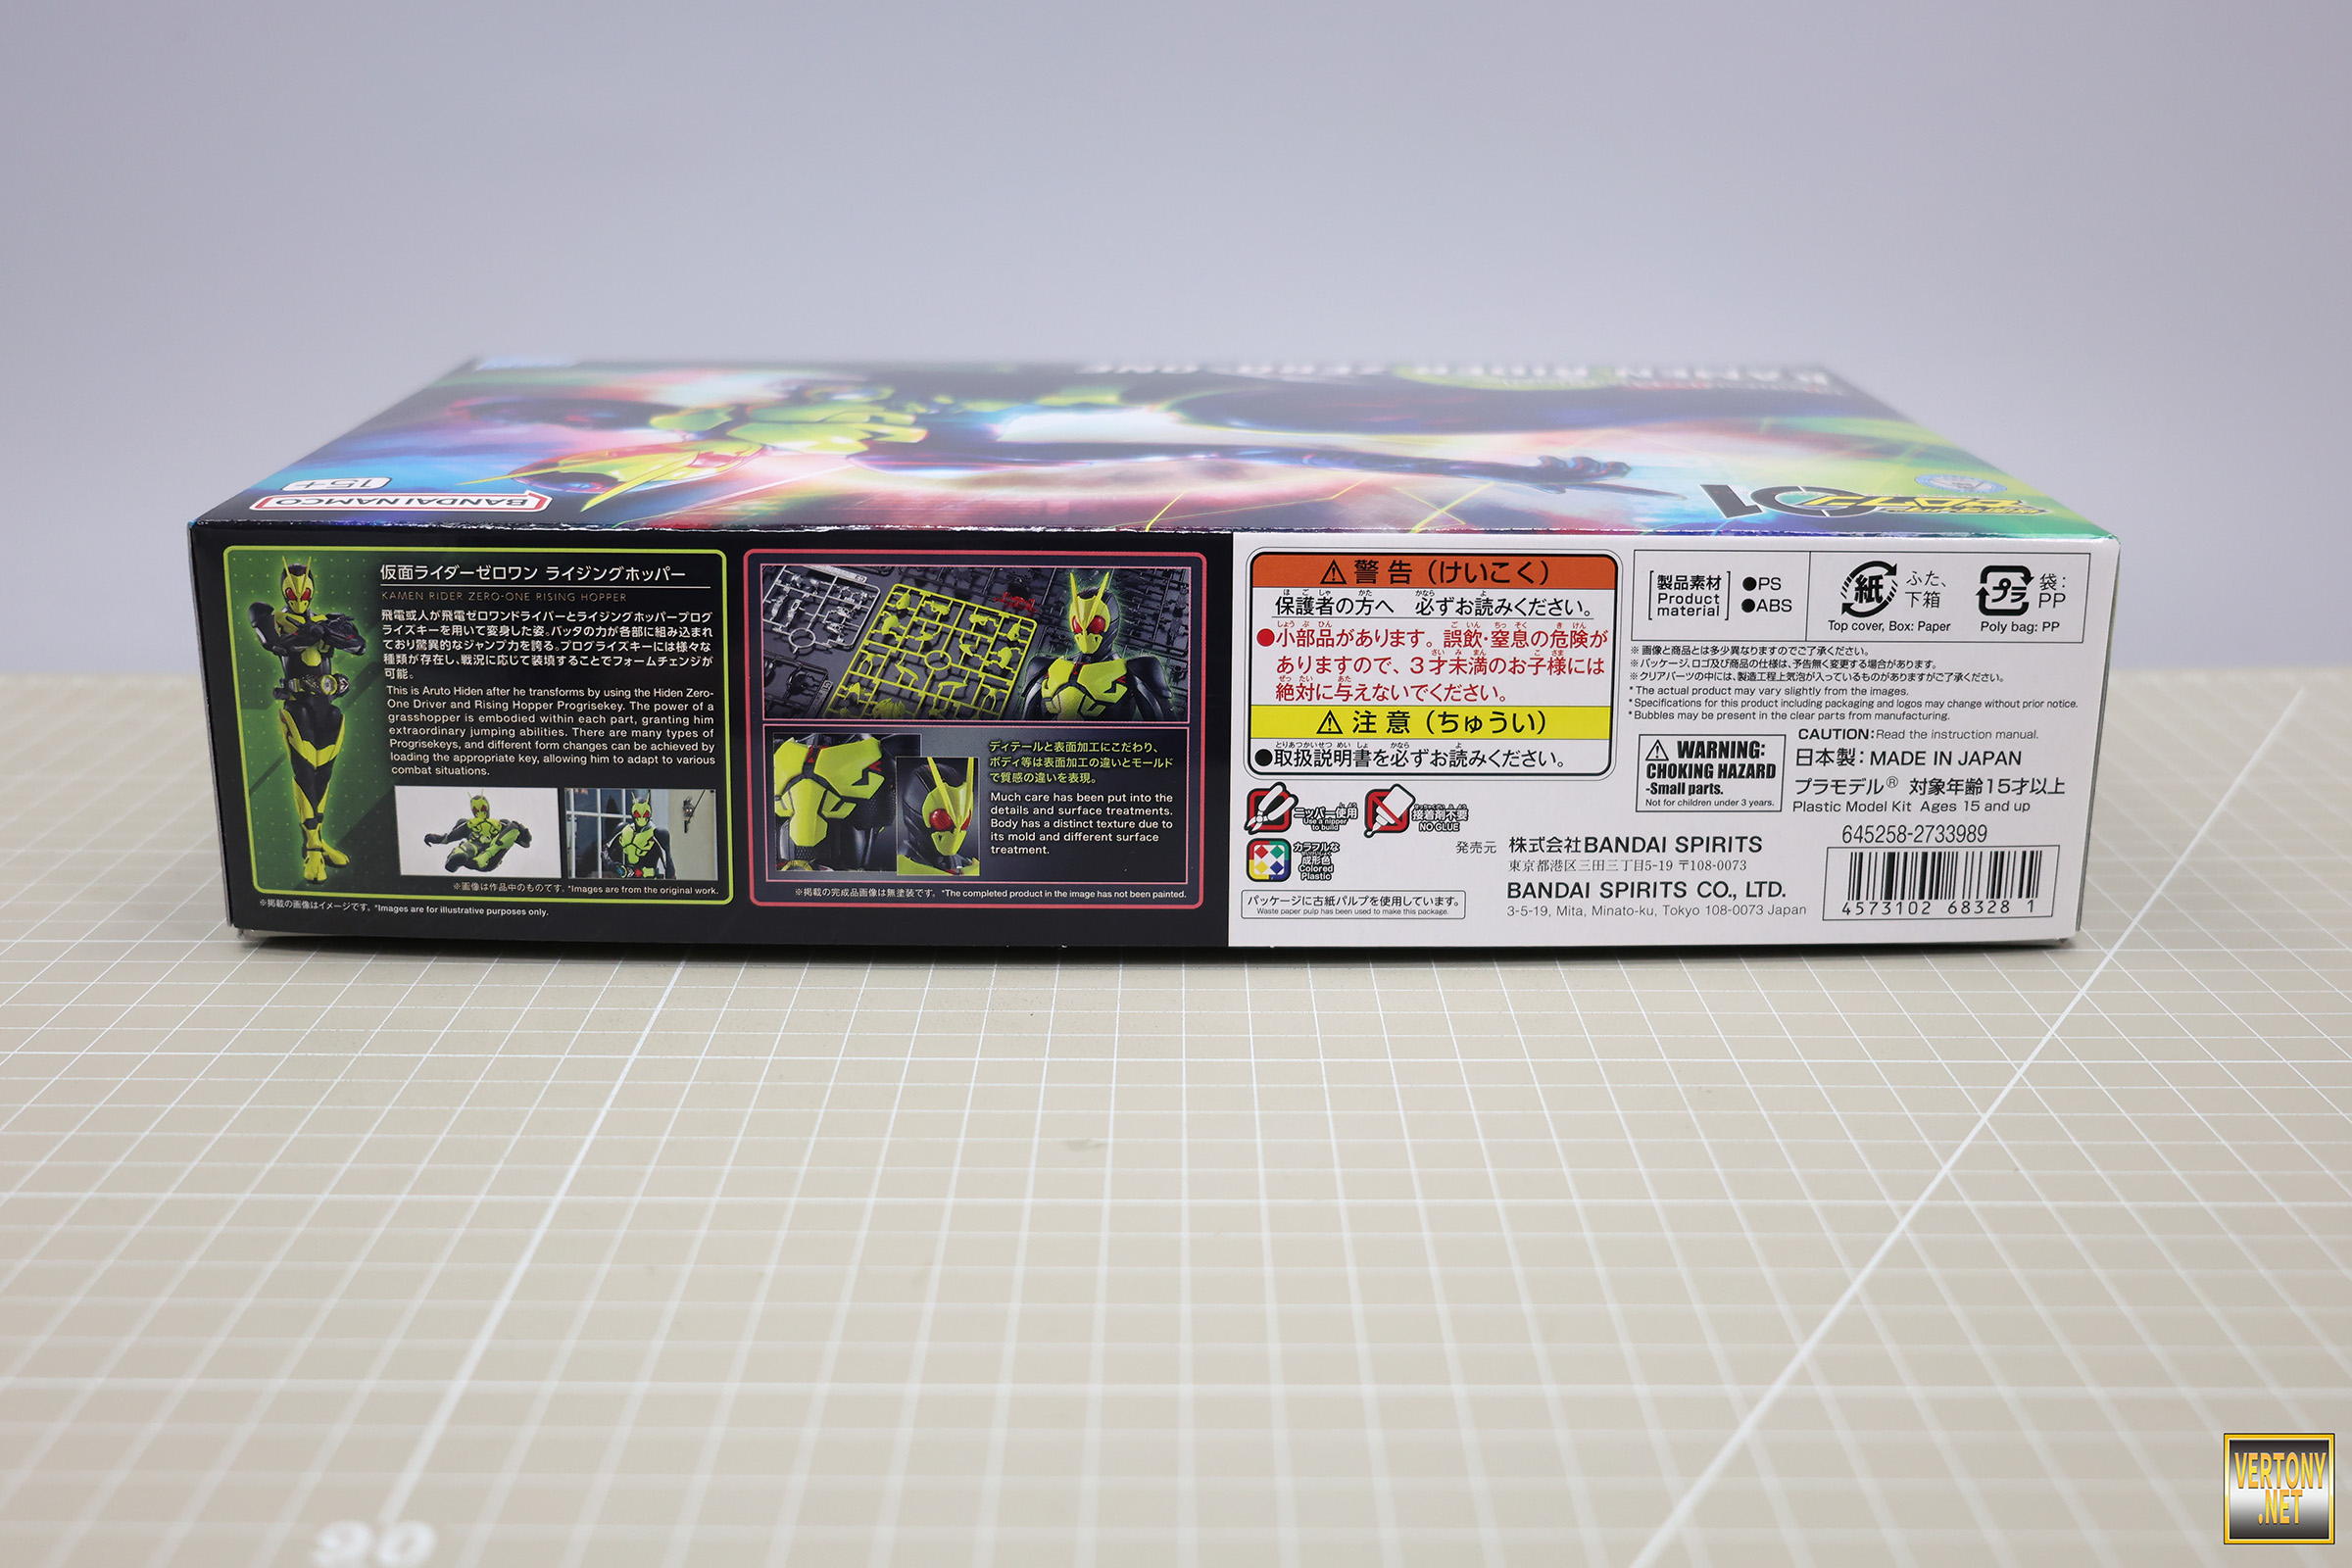 KAMEN RIDER ZERO-ONE
15+
BANDAI NAMCO
仮面ライダーゼロワン ライジングホッパー
KAMEN RIDER ZERO-ONE RISING HOPPER
飛電或人が飛電ゼロワンドライバーとライジングホッパープログ
ライズキーを用いて変身した姿。バッタの力が各部に組み込まれ
ており驚異的なジャンプ力を誇る。プログライズキーには様々な
種類が存在し、戦況に応じて装填することでフォームチェンジが
可能。
This is Aruto Hiden after he transforms by using the Hiden Zero-
One Driver and Rising Hopper Progrisekey. The power of a
grasshopper is embodied within each part, granting him
extraordinary jumping abilities. There are many types of
Progrisekeys, and different form changes can be achieved by
loading the appropriate key, allowing him to adapt to various
combat situations.
※画像は作品中のものです。 *Images are from the original work.
※掲載の画像はイメージです。 *Images are for illustrative purposes only.
ディテールと表面加工にこだわり、
ボディ等は表面加工の違いとモールド
で質感の違いを表現。
Much care has been put into the
details and surface treatments.
Body has a distinct texture due to
its mold and different surface
treatment.
※掲載の完成品画像は無塗装です。 *The completed product in the image has not been painted.
警告（けいこく）
保護者の方へ 必ずお読みください。
●小部品があります。誤飲・窒息の危険が
ありますので、3才未満のお子様には
絶対に与えないでください。
注意（ちゅうい）
●取扱説明書を必ずお読みください。
ニッパー使用
Use a nipper
to build
接着剤不要
NO GLUE
カラフルな
成形色
Colored
Plastic
パッケージに古紙パルプを使用しています。
Waste paper pulp has been used to make this package.
製品素材
Product
material
●PS
●ABS
紙
ふた、
下箱
Top cover, Box: Paper
プラ
袋:
PP
Poly bag: PP
※画像と商品とは多少異なりますのでご了承ください。
※パッケージ、ロゴ及び商品の仕様は、予告無く変更する場合があります。
※クリアパーツの中には、製造工程上気泡が入っているものがありますがご了承ください。
*The actual product may vary slightly from the images.
*Specifications for this product including packaging and logos may change without prior notice.
*Bubbles may be present in the clear parts from manufacturing.
WARNING:
CHOKING HAZARD
-Small parts.
Not for children under 3 years.
CAUTION:Read the instruction manual.
日本製：MADE IN JAPAN
プラモデル® 対象年齢15才以上
Plastic Model Kit Ages 15 and up
645258-2733989
4573102 68328 1
発売元 株式会社BANDAI SPIRITS
東京都港区三田三丁目5-19 〒108-0073
BANDAI SPIRITS CO., LTD.
3-5-19, Mita, Minato-ku, Tokyo 108-0073 Japan
90
VERTONY
.NET